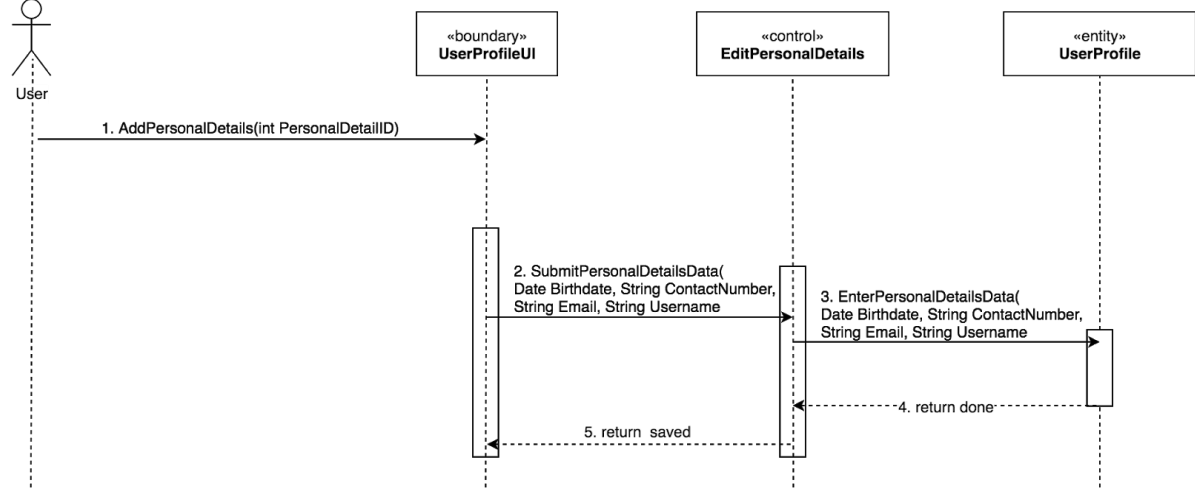 «boundary»
UserProfileUI
«control»
EditPersonalDetails
«entity»
UserProfile
User
1. AddPersonalDetails(int PersonalDetailID)
2. SubmitPersonalDetailsData(
Date Birthdate, String ContactNumber,
String Email, String Username
3. EnterPersonalDetailsData(
Date Birthdate, String ContactNumber,
String Email, String Username
4. return done
5. return saved